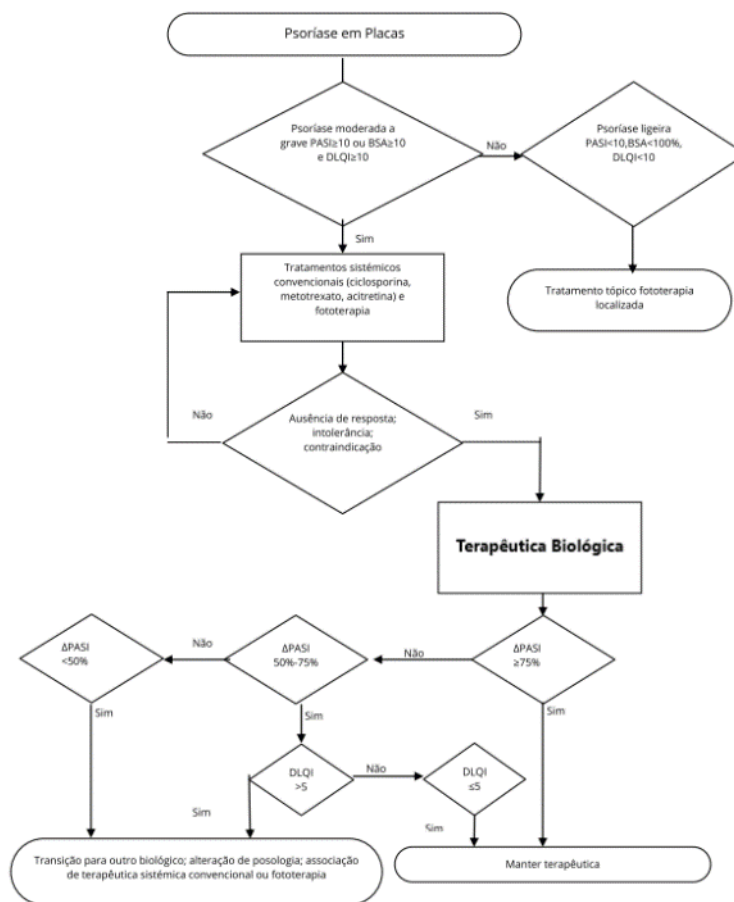 Psoríase em Placas
Psoríase moderada a
grave PASI≥10 ou BSA≥10
e DLQI≥10
Não
Psoríase ligeira
PASI<10,BSA<100%,
DLQI<10
Sim
Tratamentos sistémicos
convencionais (ciclosporina,
metotrexato, acitretina) e
fototerapia
Tratamento tópico fototerapia
localizada
Não
Ausência de resposta;
intolerância;
contraindicação
Sim
Terapêutica Biológica
ΔPASI
<50%
Não
ΔPASI
50%-75%
Não
ΔPASI
≥75%
Sim
Sim
Sim
DLQI
>5
Não
DLQI
≤5
Sim
Sim
Transição para outro biológico; alteração de posologia; associação
de terapêutica sistémica convencional ou fototerapia
Manter terapêutica